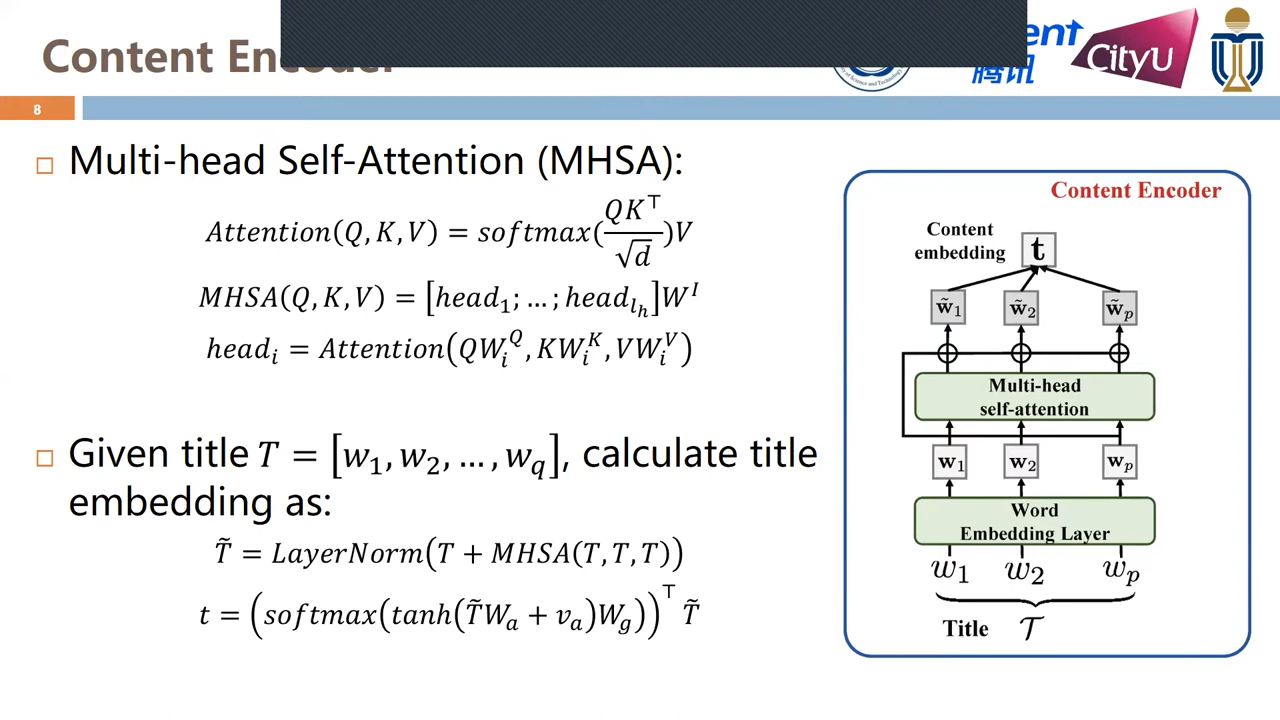 Content Encoder
腾讯
CityU
8
□ Multi-head Self-Attention (MHSA):
Attention(Q, K, V) = softmax(QK^⊤/√d)V
MHSA(Q, K, V) = [head_1; … ; head_{l_h}]W^I
head_i = Attention(QW_i^Q, KW_i^K, VW_i^V)
□ Given title T = [w_1, w_2, … , w_q], calculate title
embedding as:
T̃ = LayerNorm(T + MHSA(T, T, T))
t = (softmax(tanh(T̃W_a + v_a)W_g))^⊤ T̃
Content Encoder
Content
embedding
t
w̃_1 w̃_2 w̃_p
Multi-head
self-attention
w_1 w_2 w_p
Word
Embedding Layer
w_1 w_2 w_p
Title 𝒯